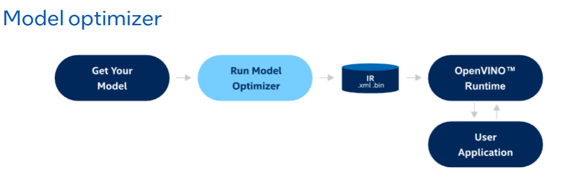 Model optimizer
Get Your
Model
Run Model
Optimizer
IR
.xml .bin
OpenVINO™
Runtime
User
Application